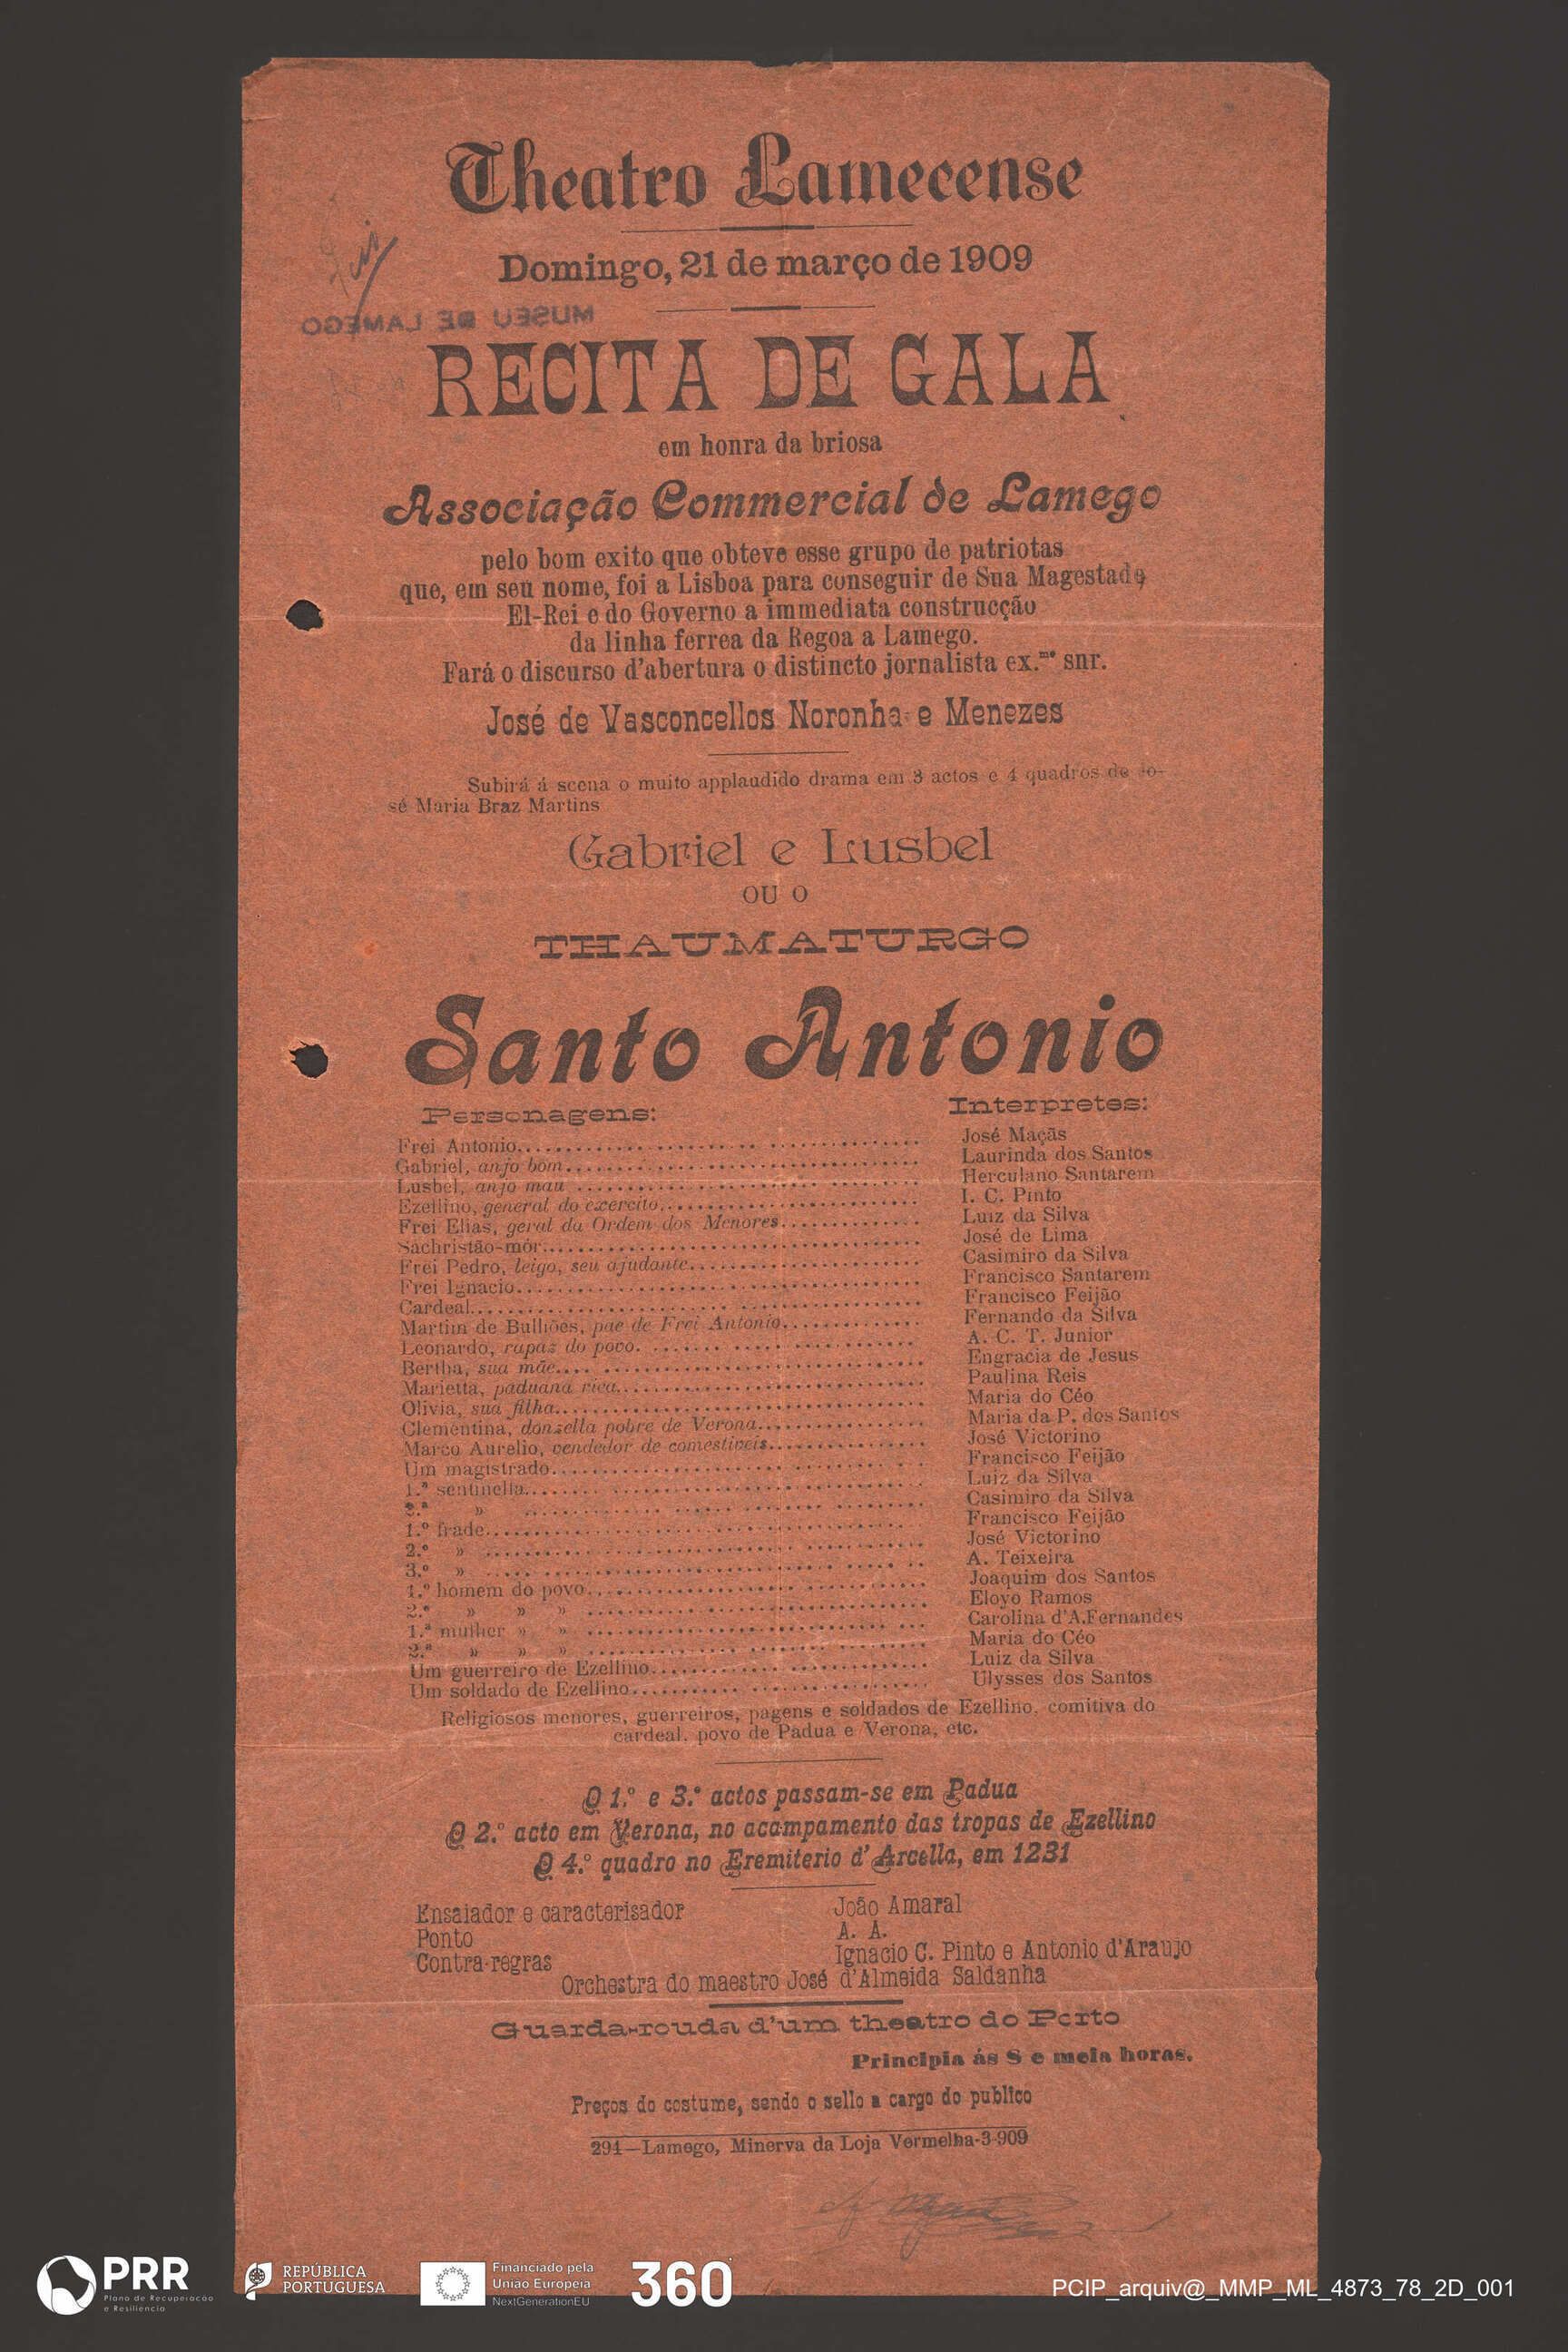 Theatro Lamecense
Domingo, 21 de março de 1909
MUSEU DE LAMEGO
RECITA DE GALA
em honra da briosa
Associação Commercial de Lamego
pelo bom exito que obteve esse grupo de patriotas
que, em seu nome, foi a Lisboa para conseguir de Sua Magestade
El-Rei e do Governo a immediata construcção
da linha ferrea da Regoa a Lamego.
Fará o discurso d'abertura o distincto jornalista ex.mo snr.
José de Vasconcellos Noronha e Menezes
Subirá á scena o muito applaudido drama em 3 actos e 4 quadros de Jo-
sé Maria Braz Martins
Gabriel e Lusbel
OU O
THAUMATURGO
Santo Antonio
Personagens: Interpretes:
Frei Antonio José Maçãs
Gabriel, anjo bom Laurinda dos Santos
Lusbel, anjo mau Herculano Santarem
Ezellino, general do exercito I. C. Pinto
Frei Elias, geral da Ordem dos Menores Luiz da Silva
Sachristão-mór José de Lima
Frei Pedro, leigo, seu ajudante Casimiro da Silva
Frei Ignacio Francisco Santarem
Cardeal Francisco Feijão
Martim de Bulhões, pae de Frei Antonio Fernando da Silva
Leonardo, rapaz do povo A. C. T. Junior
Bertha, sua mãe Engracia de Jesus
Marietta, paduana rica Paulina Reis
Olivia, sua filha Maria do Céo
Clementina, donzella pobre de Verona Maria da P. dos Santos
Marco Aurelio, vendedor de comestiveis José Victorino
Um magistrado Francisco Feijão
1.ª sentinella Luiz da Silva
2.ª » Casimiro da Silva
1.º frade Francisco Feijão
2.º » José Victorino
3.º » A. Teixeira
1.º homem do povo Joaquim dos Santos
2.º » » » Eloyo Ramos
1.ª mulher » » Carolina d'A.Fernandes
2.ª » » » Maria do Céo
Um guerreiro de Ezellino Luiz da Silva
Um soldado de Ezellino Ulysses dos Santos
Religiosos menores, guerreiros, pagens e soldados de Ezellino, comitiva do
cardeal, povo de Padua e Verona, etc.
O 1.º e 3.º actos passam-se em Padua
O 2.º acto em Verona, no acampamento das tropas de Ezellino
O 4.º quadro no Eremiterio d'Arcella, em 1231
Ensaiador e caracterisador João Amaral
Ponto A. A.
Contra-regras Ignacio C. Pinto e Antonio d'Araujo
Orchestra do maestro José d'Almeida Saldanha
Guarda-rouda d'um theatro do Porto
Principia ás 8 e meia horas.
Preços do costume, sendo o sello a cargo do publico
294—Lamego, Minerva da Loja Vermelha-3-909
PRR
Plano de Recuperação
e Resiliência
REPÚBLICA
PORTUGUESA
Financiado pela
União Europeia
NextGenerationEU
360
PCIP_arquiv@_MMP_ML_4873_78_2D_001